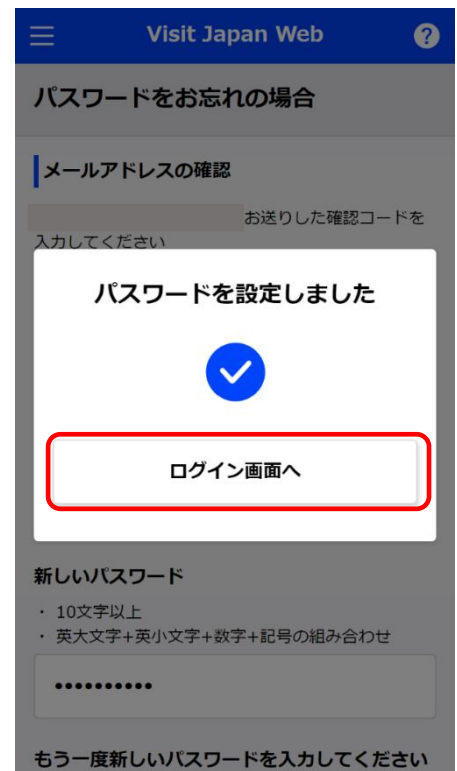 Visit Japan Web
?
パスワードをお忘れの場合
メールアドレスの確認
お送りした確認コードを
入力してください
パスワードを設定しました
ログイン画面へ
新しいパスワード
・ 10文字以上
・ 英大文字+英小文字+数字+記号の組み合わせ
••••••••••
もう一度新しいパスワードを入力してください